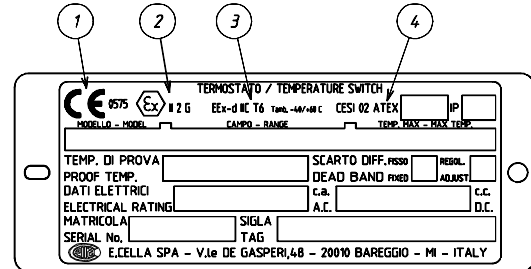 1 2 3 4
TERMOSTATO / TEMPERATURE SWITCH
CE 0575 Ex II 2 G EEx-d IIC T6 Tamb. -40/+60 C CESI 02 ATEX IP
MODELLO - MODEL CAMPO - RANGE TEMP. MAX - MAX TEMP.
TEMP. DI PROVA SCARTO DIFF. FISSO REGOL.
PROOF TEMP. DEAD BAND FIXED ADJUST.
DATI ELETTRICI c.a. c.c.
ELECTRICAL RATING A.C. D.C.
MATRICOLA SIGLA
SERIAL No. TAG
E.CELLA SPA - V.le DE GASPERI,48 - 20010 BAREGGIO - MI - ITALY